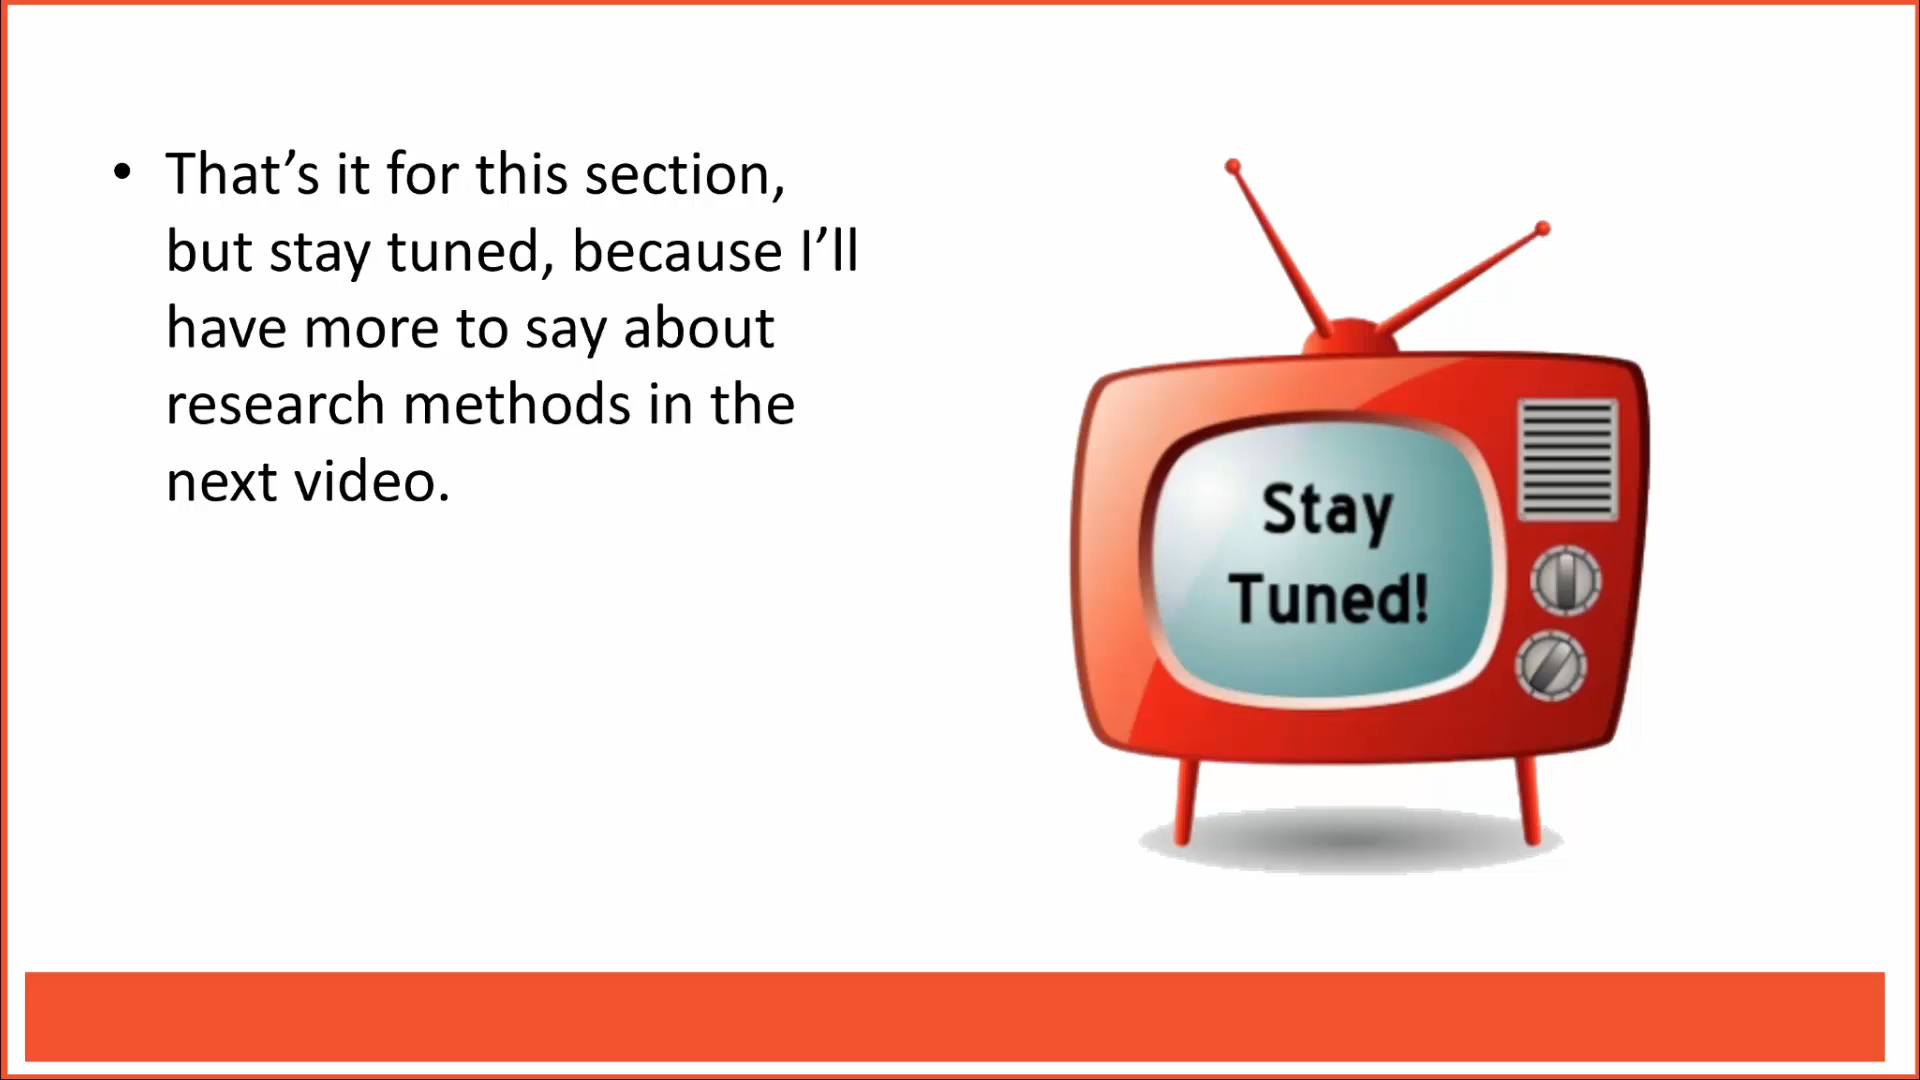 • That’s it for this section,
but stay tuned, because I’ll
have more to say about
research methods in the
next video.
Stay
Tuned!